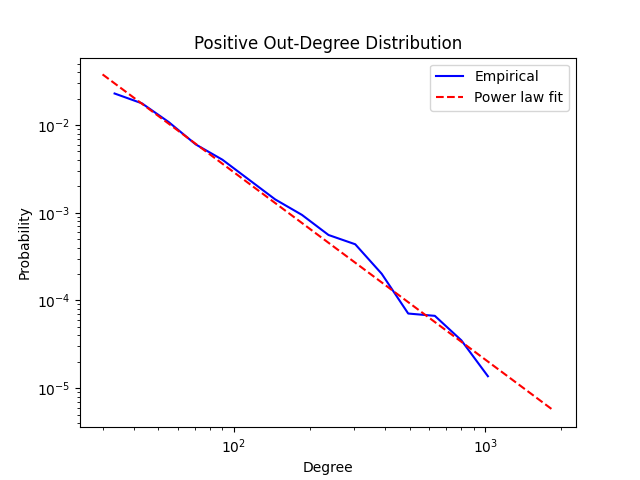 Positive Out-Degree Distribution
Empirical
Power law fit
Probability
10⁻²
10⁻³
10⁻⁴
10⁻⁵
10²
10³
Degree